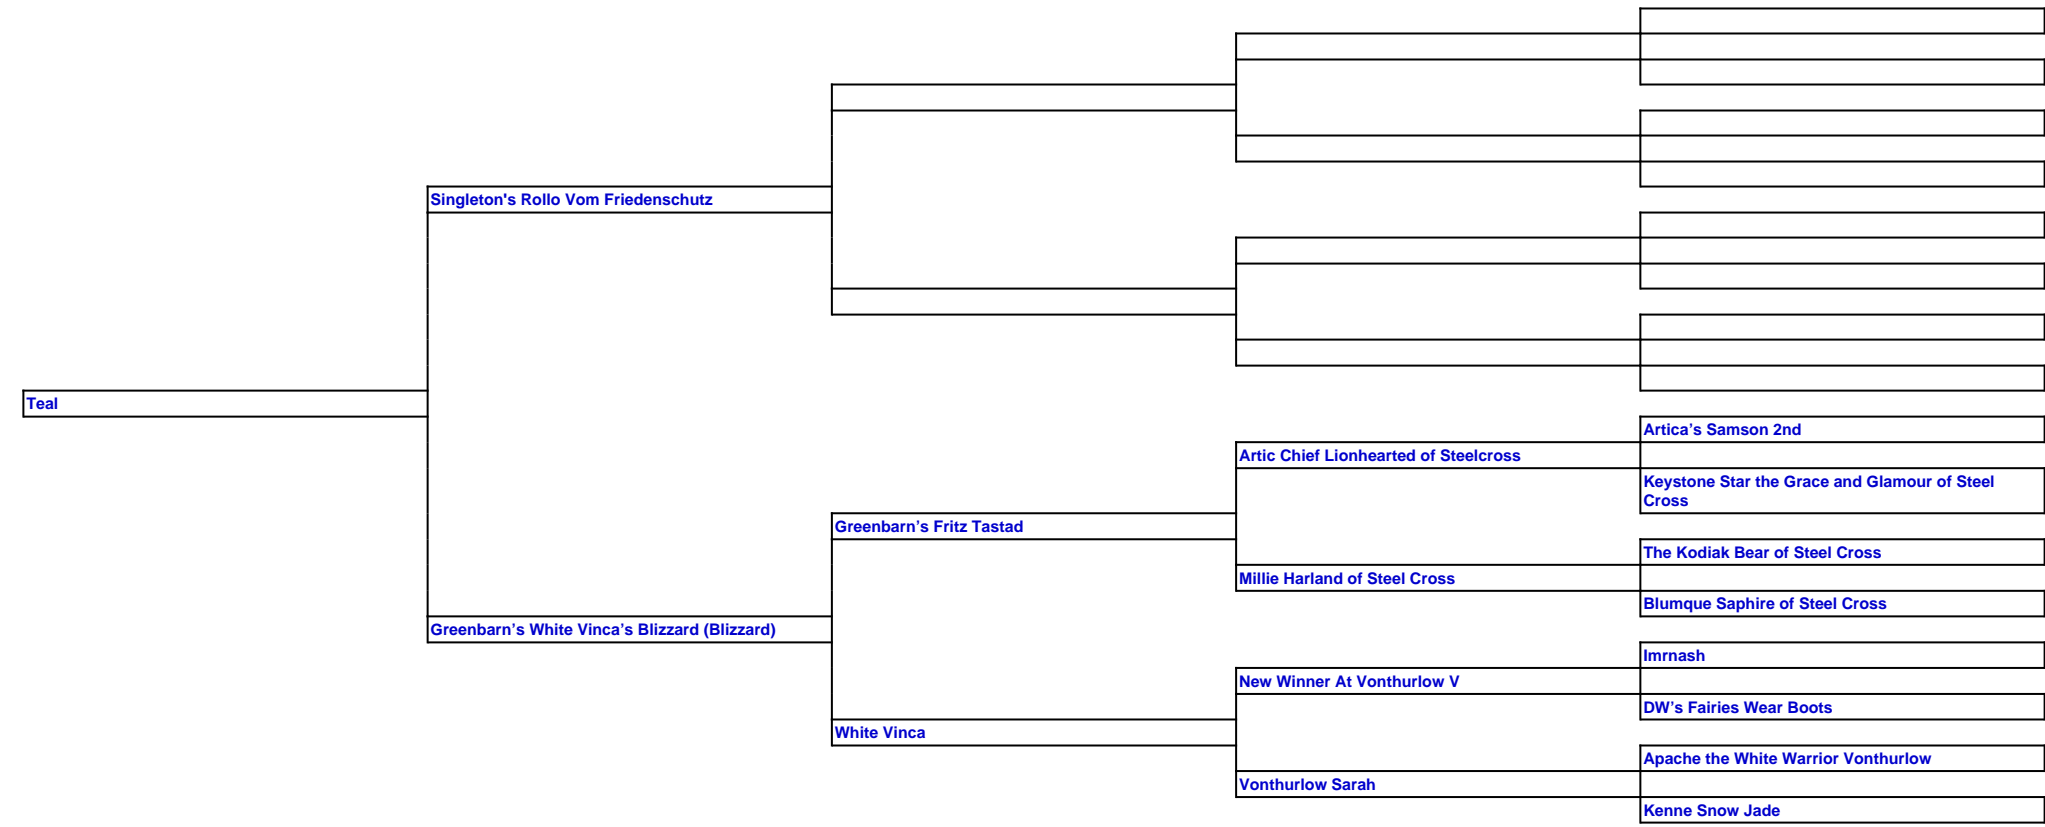 Singleton's Rollo Vom Friedenschutz
Teal
Artica’s Samson 2nd
Artic Chief Lionhearted of Steelcross
Keystone Star the Grace and Glamour of Steel
Cross
Greenbarn’s Fritz Tastad
The Kodiak Bear of Steel Cross
Millie Harland of Steel Cross
Blumque Saphire of Steel Cross
Greenbarn’s White Vinca’s Blizzard (Blizzard)
Imrnash
New Winner At Vonthurlow V
DW’s Fairies Wear Boots
White Vinca
Apache the White Warrior Vonthurlow
Vonthurlow Sarah
Kenne Snow Jade